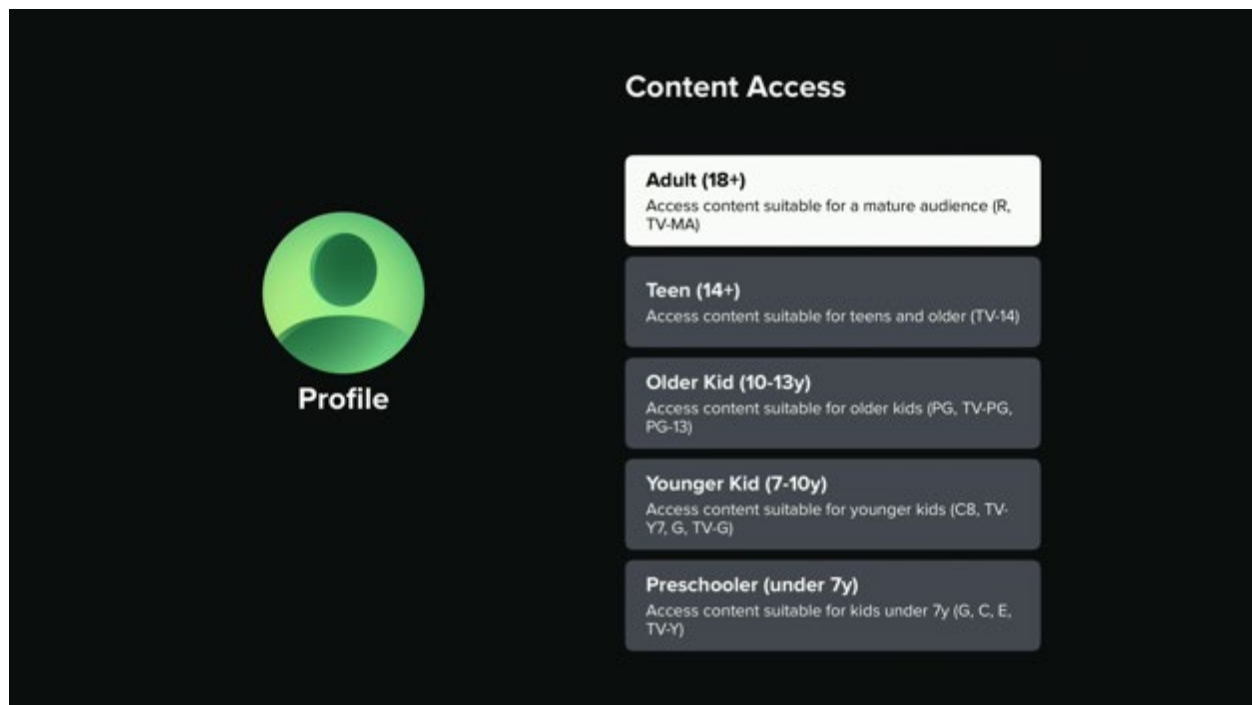 Content Access
Adult (18+)
Access content suitable for a mature audience (R,
TV-MA)
Teen (14+)
Access content suitable for teens and older (TV-14)
Profile
Older Kid (10-13y)
Access content suitable for older kids (PG, TV-PG,
PG-13)
Younger Kid (7-10y)
Access content suitable for younger kids (C8, TV-
Y7, G, TV-G)
Preschooler (under 7y)
Access content suitable for kids under 7y (G, C, E,
TV-Y)